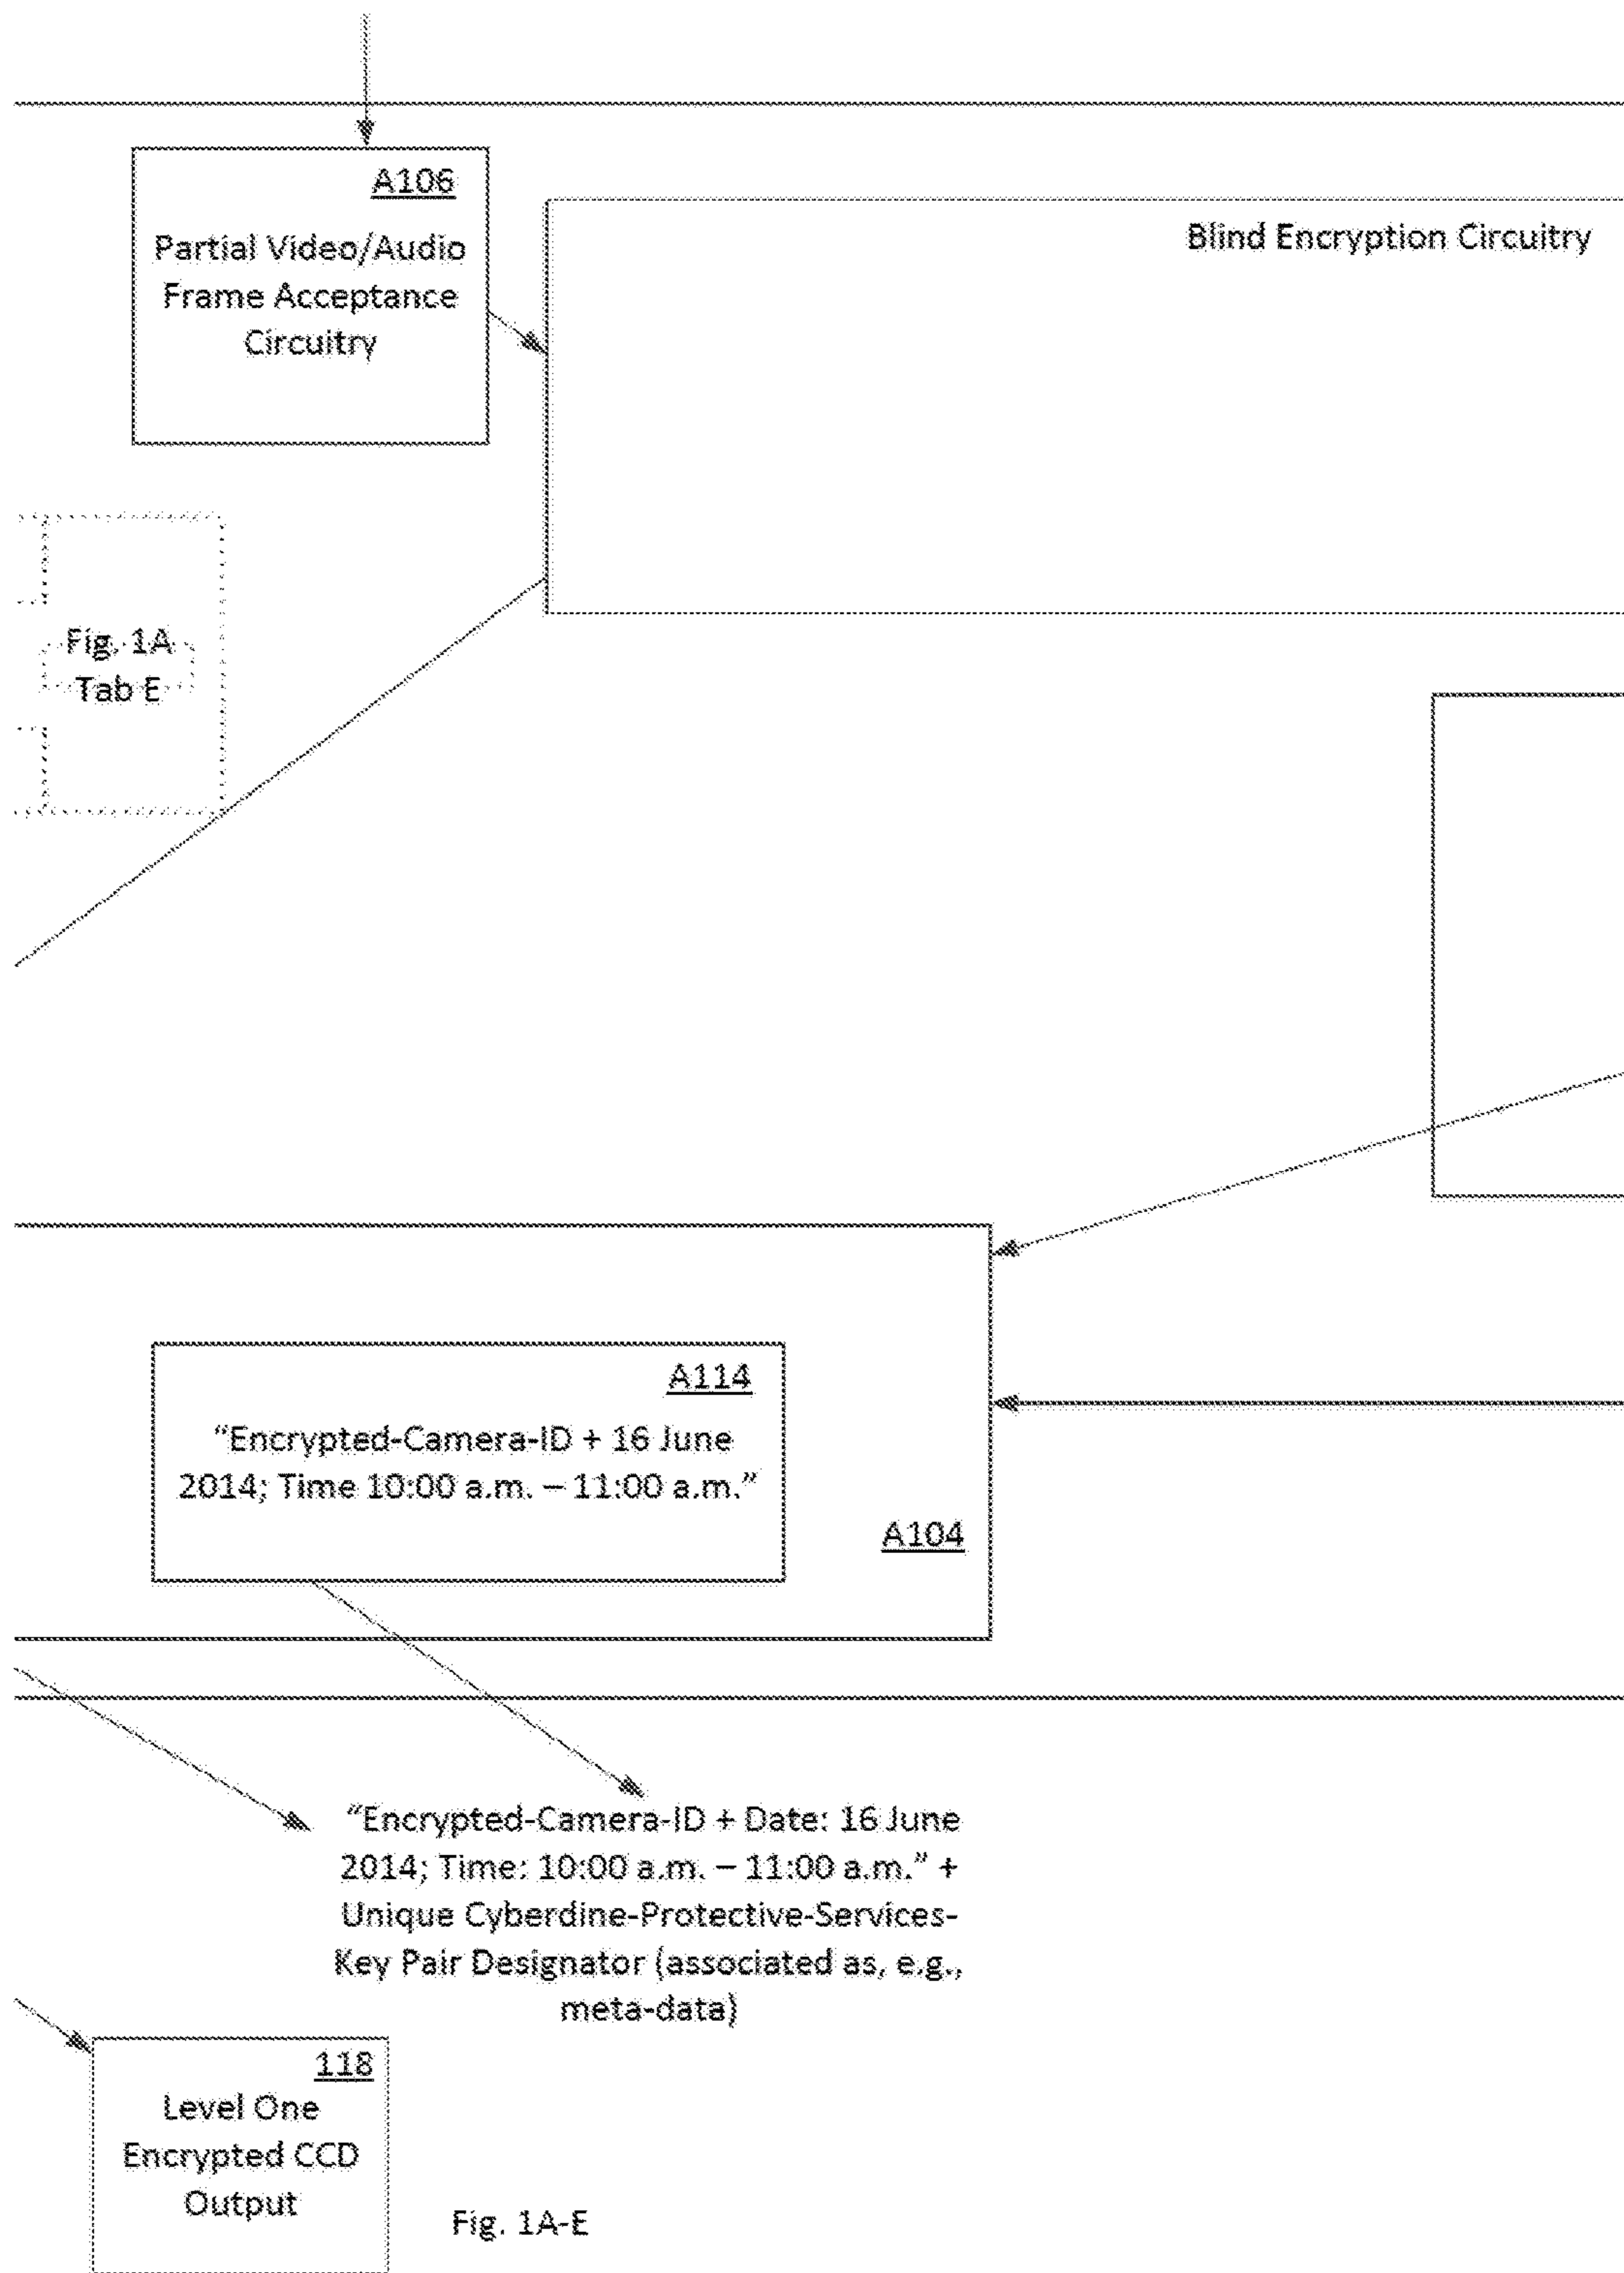 A106
Partial Video/Audio
Frame Acceptance
Circuitry
Blind Encryption Circuitry
Fig. 1A
Tab E
A114
“Encrypted-Camera-ID + 16 June
2014; Time 10:00 a.m. – 11:00 a.m.”
A104
“Encrypted-Camera-ID + Date: 16 June
2014; Time: 10:00 a.m. – 11:00 a.m.” +
Unique Cyberdine-Protective-Services-
Key Pair Designator (associated as, e.g.,
meta-data)
118
Level One
Encrypted CCD
Output
Fig. 1A-E